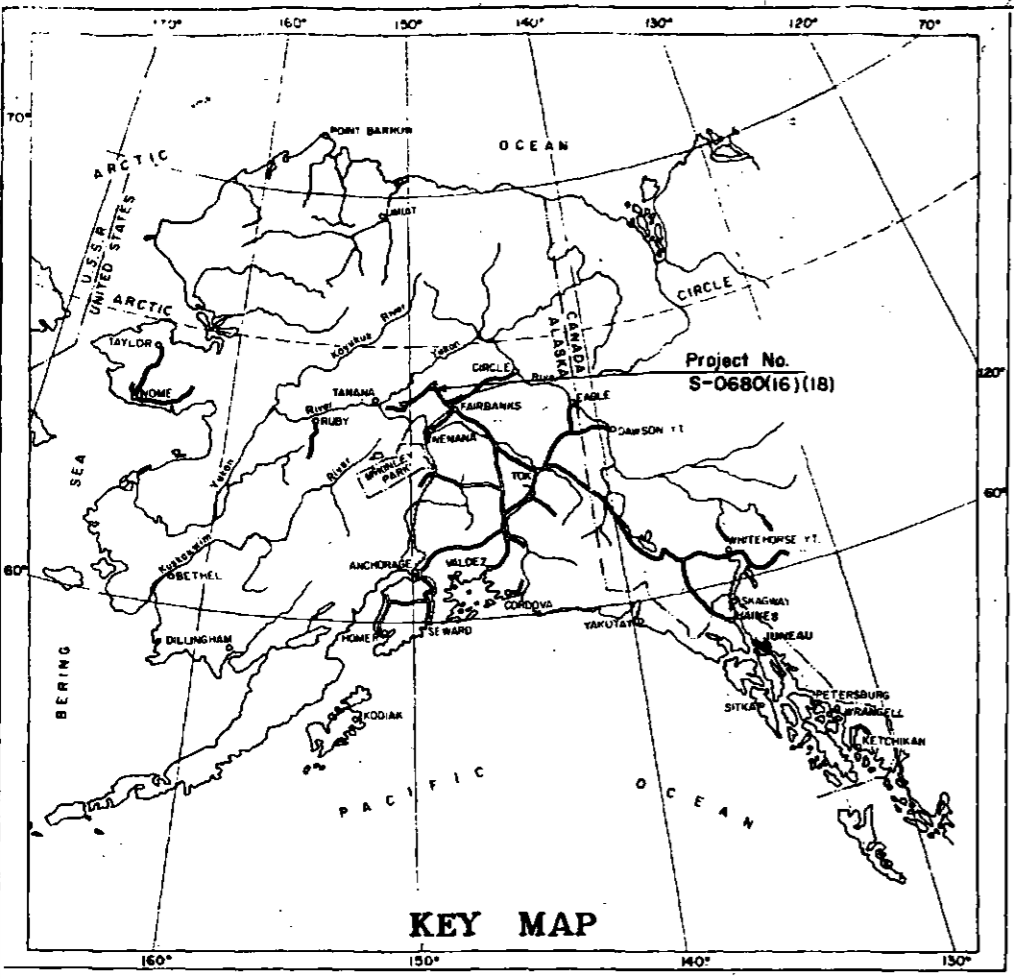 170°
160°
150°
140°
130°
120°
70°
70°
POINT BARROW
OCEAN
ARCTIC
UMIAT
U.S.S.R.
UNITED STATES
ARCTIC
CIRCLE
CANADA
ALASKA
TAYLOR
Koyukuk River
Yukon
CIRCLE
River
Project No.
S-0680(16)(18)
120°
NOME
TANANA
EAGLE
FAIRBANKS
River
RUBY
NENANA
DAWSON Y.T.
SEA
Yukon
River
McKINLEY
PARK
TOK
60°
Kuskokwim
WHITEHORSE Y.T.
60°
BETHEL
ANCHORAGE
VALDEZ
CORDOVA
SKAGWAY
HAINES
YAKUTAT
DILLINGHAM
HOMER
SEWARD
JUNEAU
BERING
SITKA
PETERSBURG
WRANGELL
KODIAK
KETCHIKAN
PACIFIC
OCEAN
KEY MAP
160°
150°
140°
130°